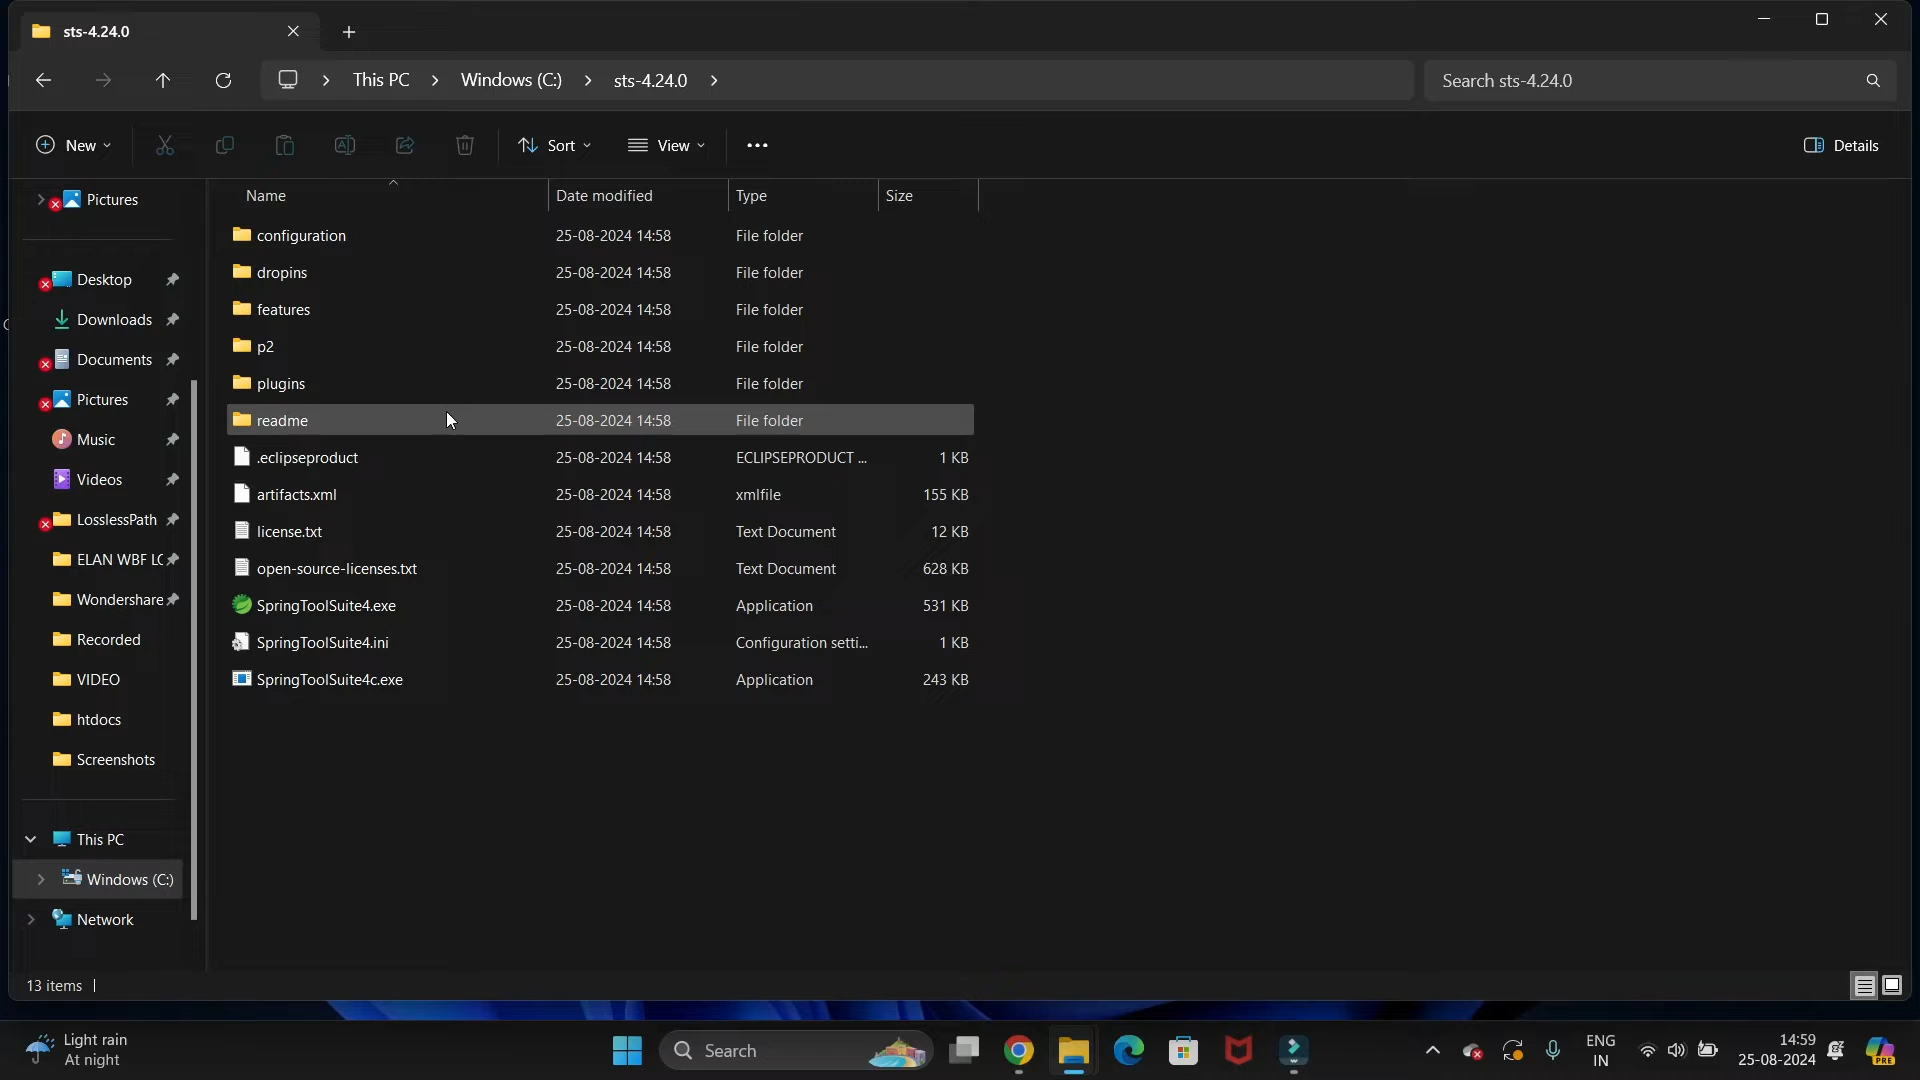 sts-4.24.0
This PC > Windows (C:) > sts-4.24.0 >
Search sts-4.24.0
New
Sort
View
Details
Name Date modified Type Size
Pictures
Desktop
Downloads
Documents
Pictures
Music
Videos
LosslessPath
ELAN WBF LC
Wondershare
Recorded
VIDEO
htdocs
Screenshots
This PC
Windows (C:)
Network
configuration 25-08-2024 14:58 File folder
dropins 25-08-2024 14:58 File folder
features 25-08-2024 14:58 File folder
p2 25-08-2024 14:58 File folder
plugins 25-08-2024 14:58 File folder
readme 25-08-2024 14:58 File folder
.eclipseproduct 25-08-2024 14:58 ECLIPSEPRODUCT ... 1 KB
artifacts.xml 25-08-2024 14:58 xmlfile 155 KB
license.txt 25-08-2024 14:58 Text Document 12 KB
open-source-licenses.txt 25-08-2024 14:58 Text Document 628 KB
SpringToolSuite4.exe 25-08-2024 14:58 Application 531 KB
SpringToolSuite4.ini 25-08-2024 14:58 Configuration setti... 1 KB
SpringToolSuite4c.exe 25-08-2024 14:58 Application 243 KB
13 items
Light rain
At night
Search
ENG
IN
14:59
25-08-2024
PRE